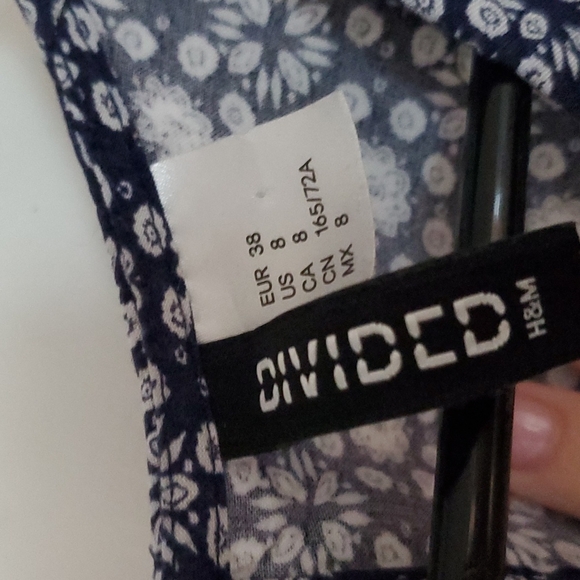 EUR 38
US 8
CA 8
CN 165/72A
MX 8
DIVIDED
H&M